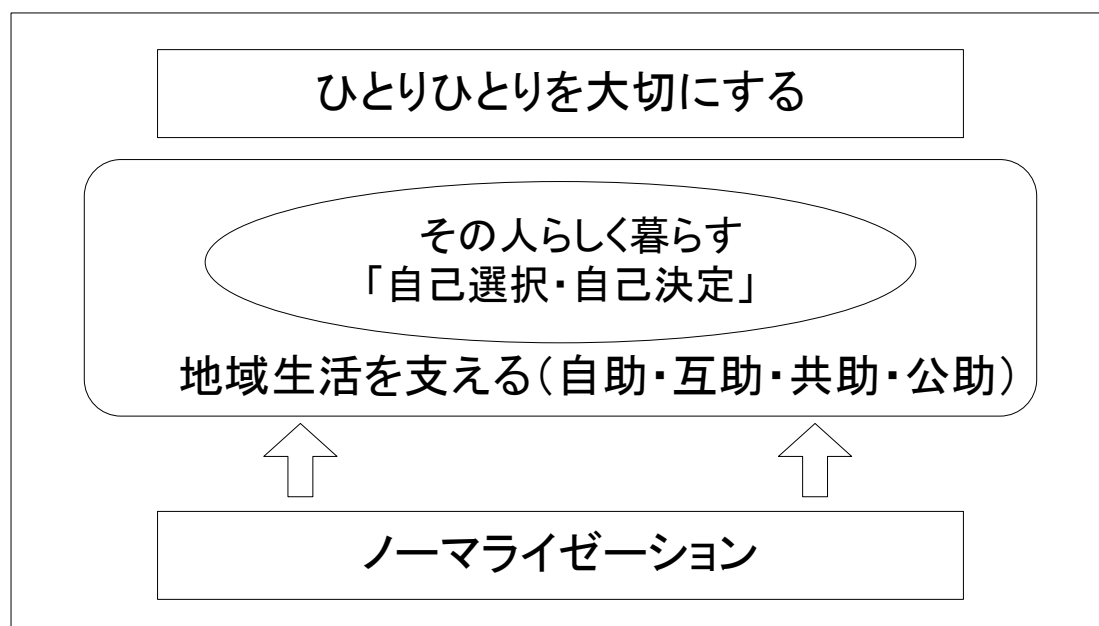 ひとりひとりを大切にする
その人らしく暮らす
「自己選択・自己決定」
地域生活を支える(自助・互助・共助・公助)
ノーマライゼーション